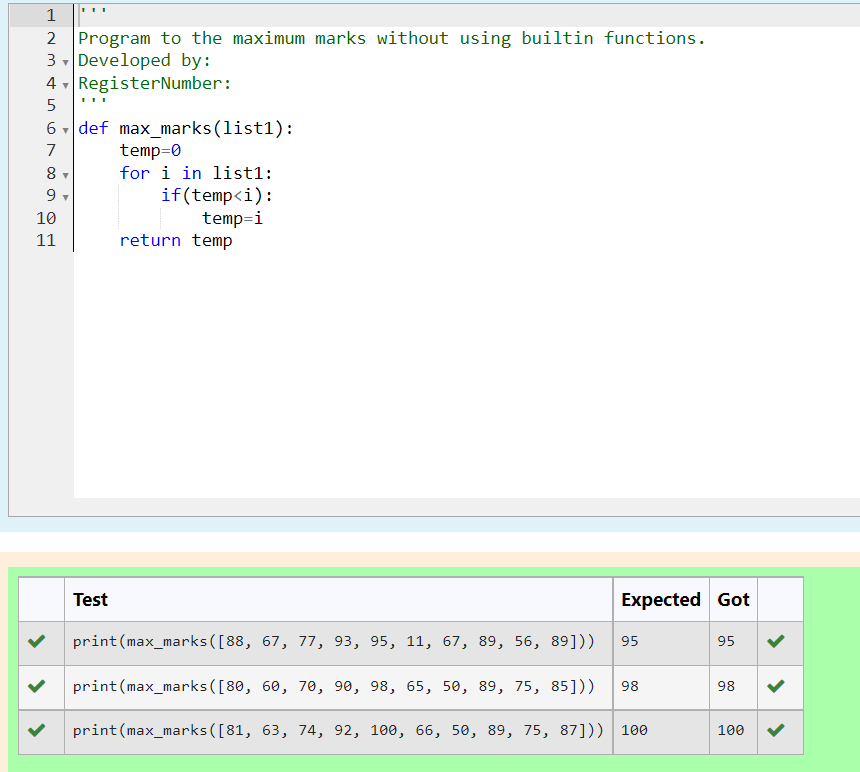 1 '''
2 Program to the maximum marks without using builtin functions.
3 Developed by:
4 RegisterNumber:
5 '''
6 def max_marks(list1):
7     temp=0
8     for i in list1:
9         if(temp<i):
10             temp=i
11     return temp
Test Expected Got
print(max_marks([88, 67, 77, 93, 95, 11, 67, 89, 56, 89])) 95 95
print(max_marks([80, 60, 70, 90, 98, 65, 50, 89, 75, 85])) 98 98
print(max_marks([81, 63, 74, 92, 100, 66, 50, 89, 75, 87])) 100 100